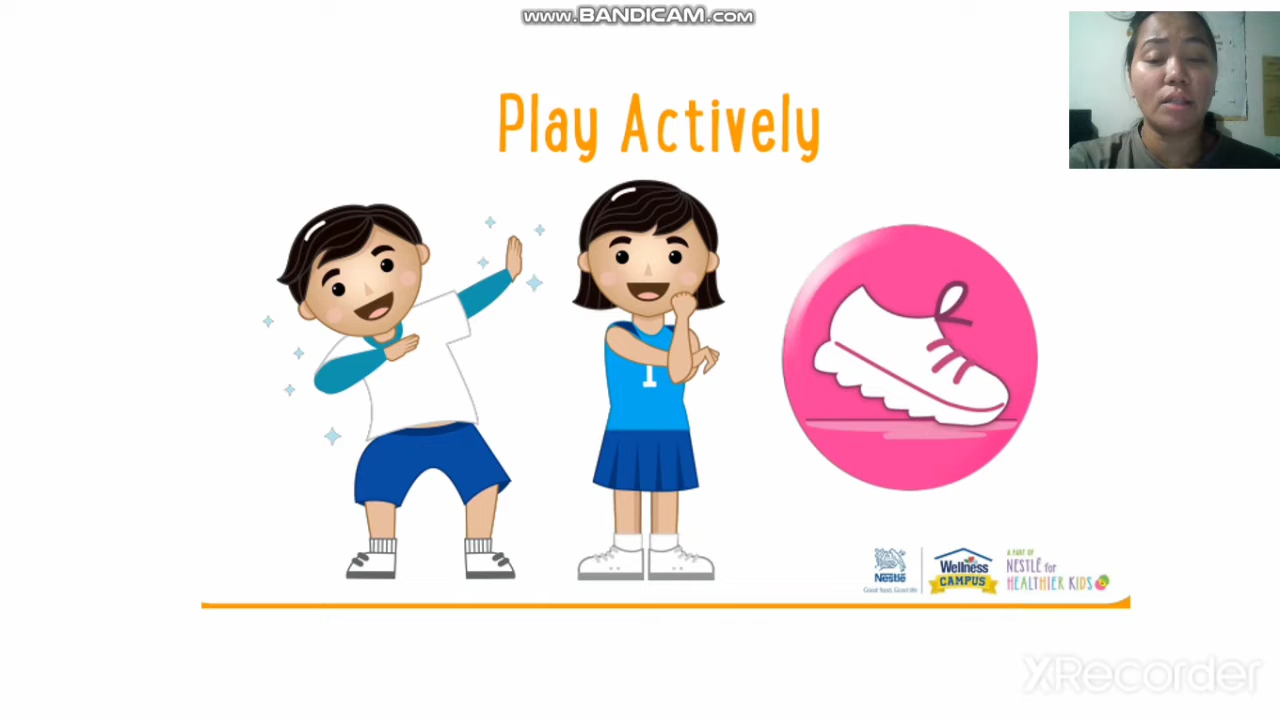 www.BANDICAM.com
Play Actively
1
Nestlé
Good food, Good life
Wellness
CAMPUS
A PART OF
NESTLÉ for
HEALTHIER KIDS
XRecorder